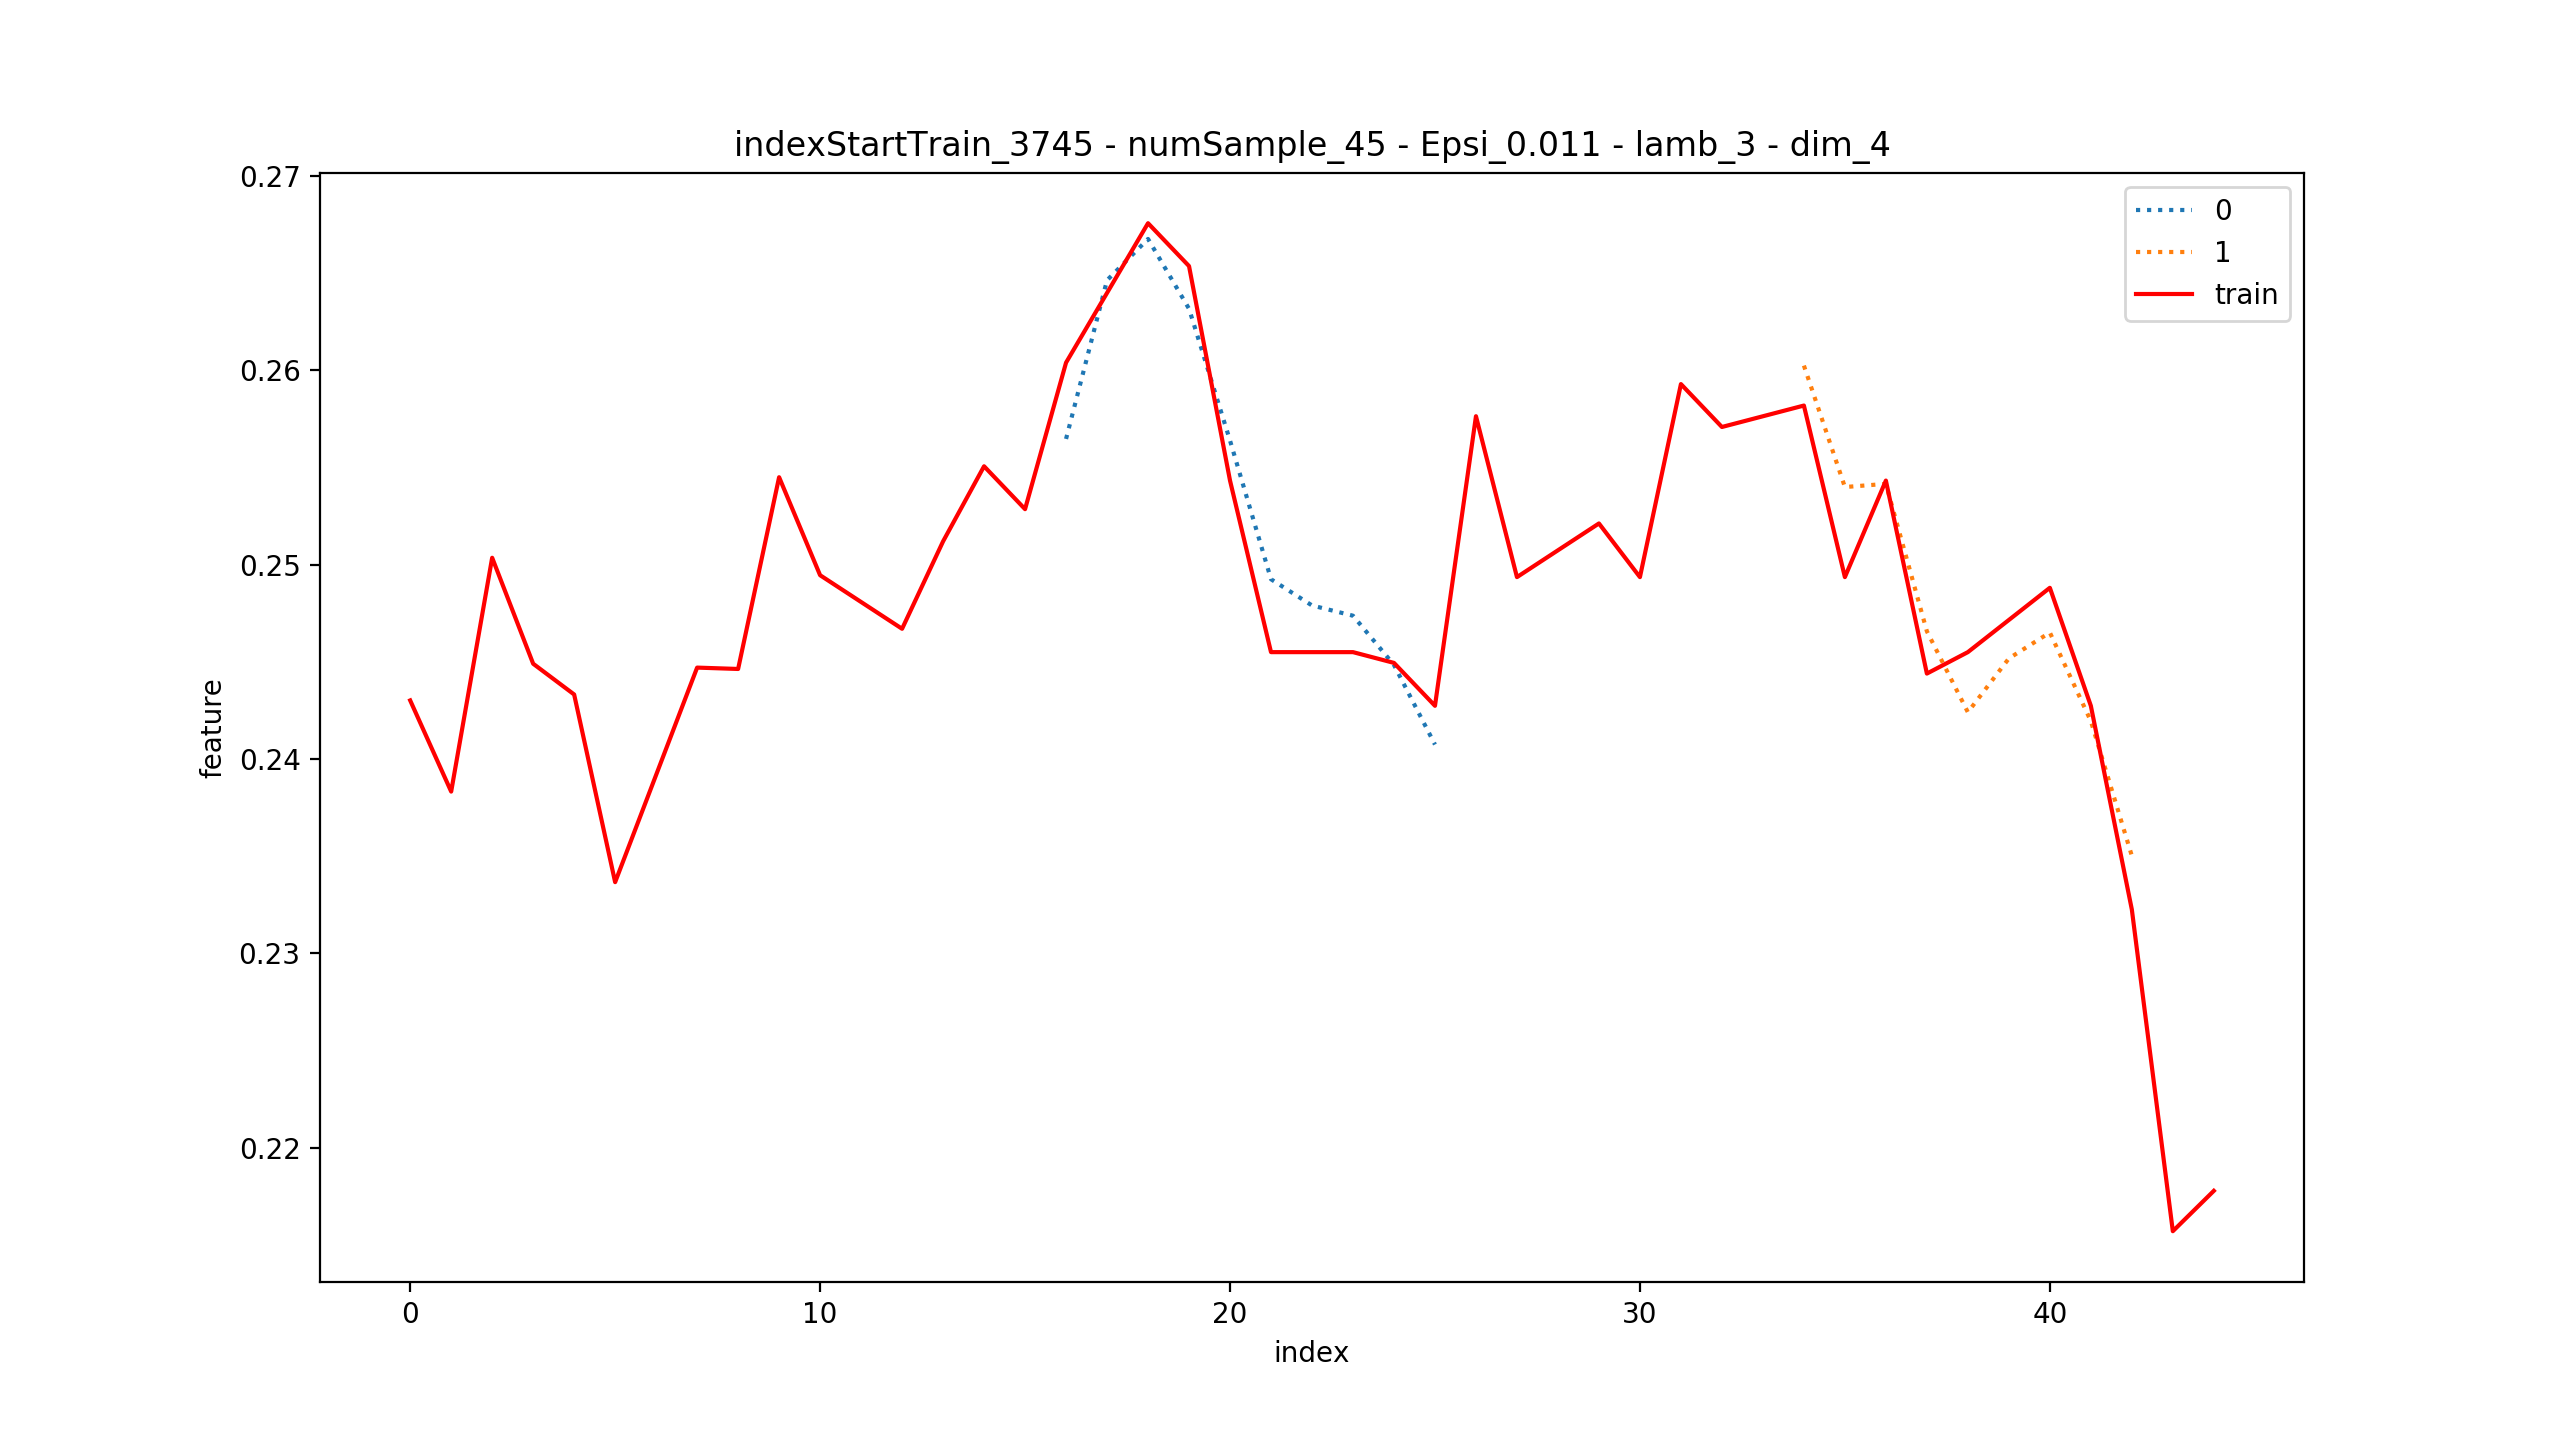 indexStartTrain_3745 - numSample_45 - Epsi_0.011 - lamb_3 - dim_4
0.27
0.26
0.25
0.24
0.23
0.22
feature
0
1
train
0 10 20 30 40
index